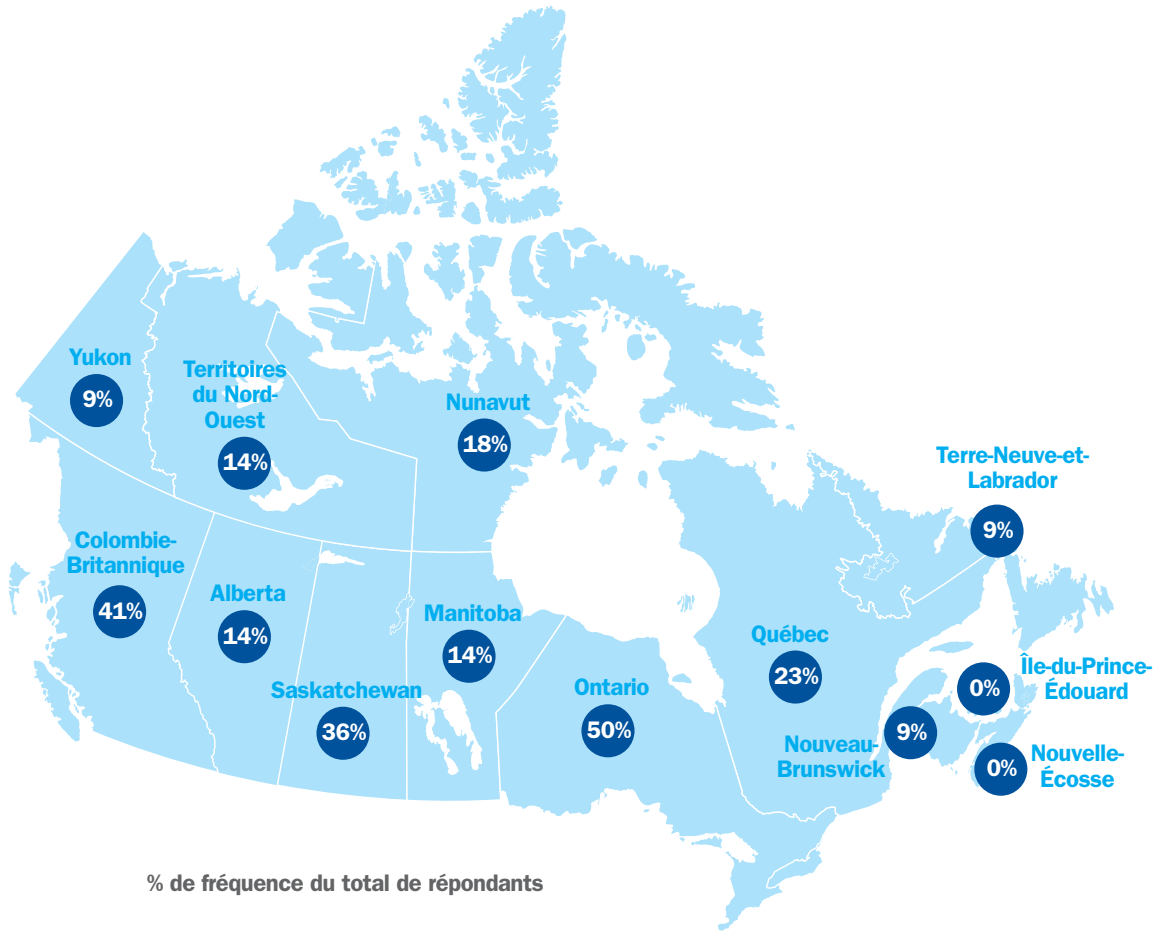 Yukon
9%
Territoires
du Nord-
Ouest
14%
Nunavut
18%
Terre-Neuve-et-
Labrador
9%
Colombie-
Britannique
41%
Alberta
14%
Saskatchewan
36%
Manitoba
14%
Ontario
50%
Québec
23%
Île-du-Prince-
Édouard
0%
Nouveau-
Brunswick
9%
Nouvelle-
Écosse
0%
% de fréquence du total de répondants